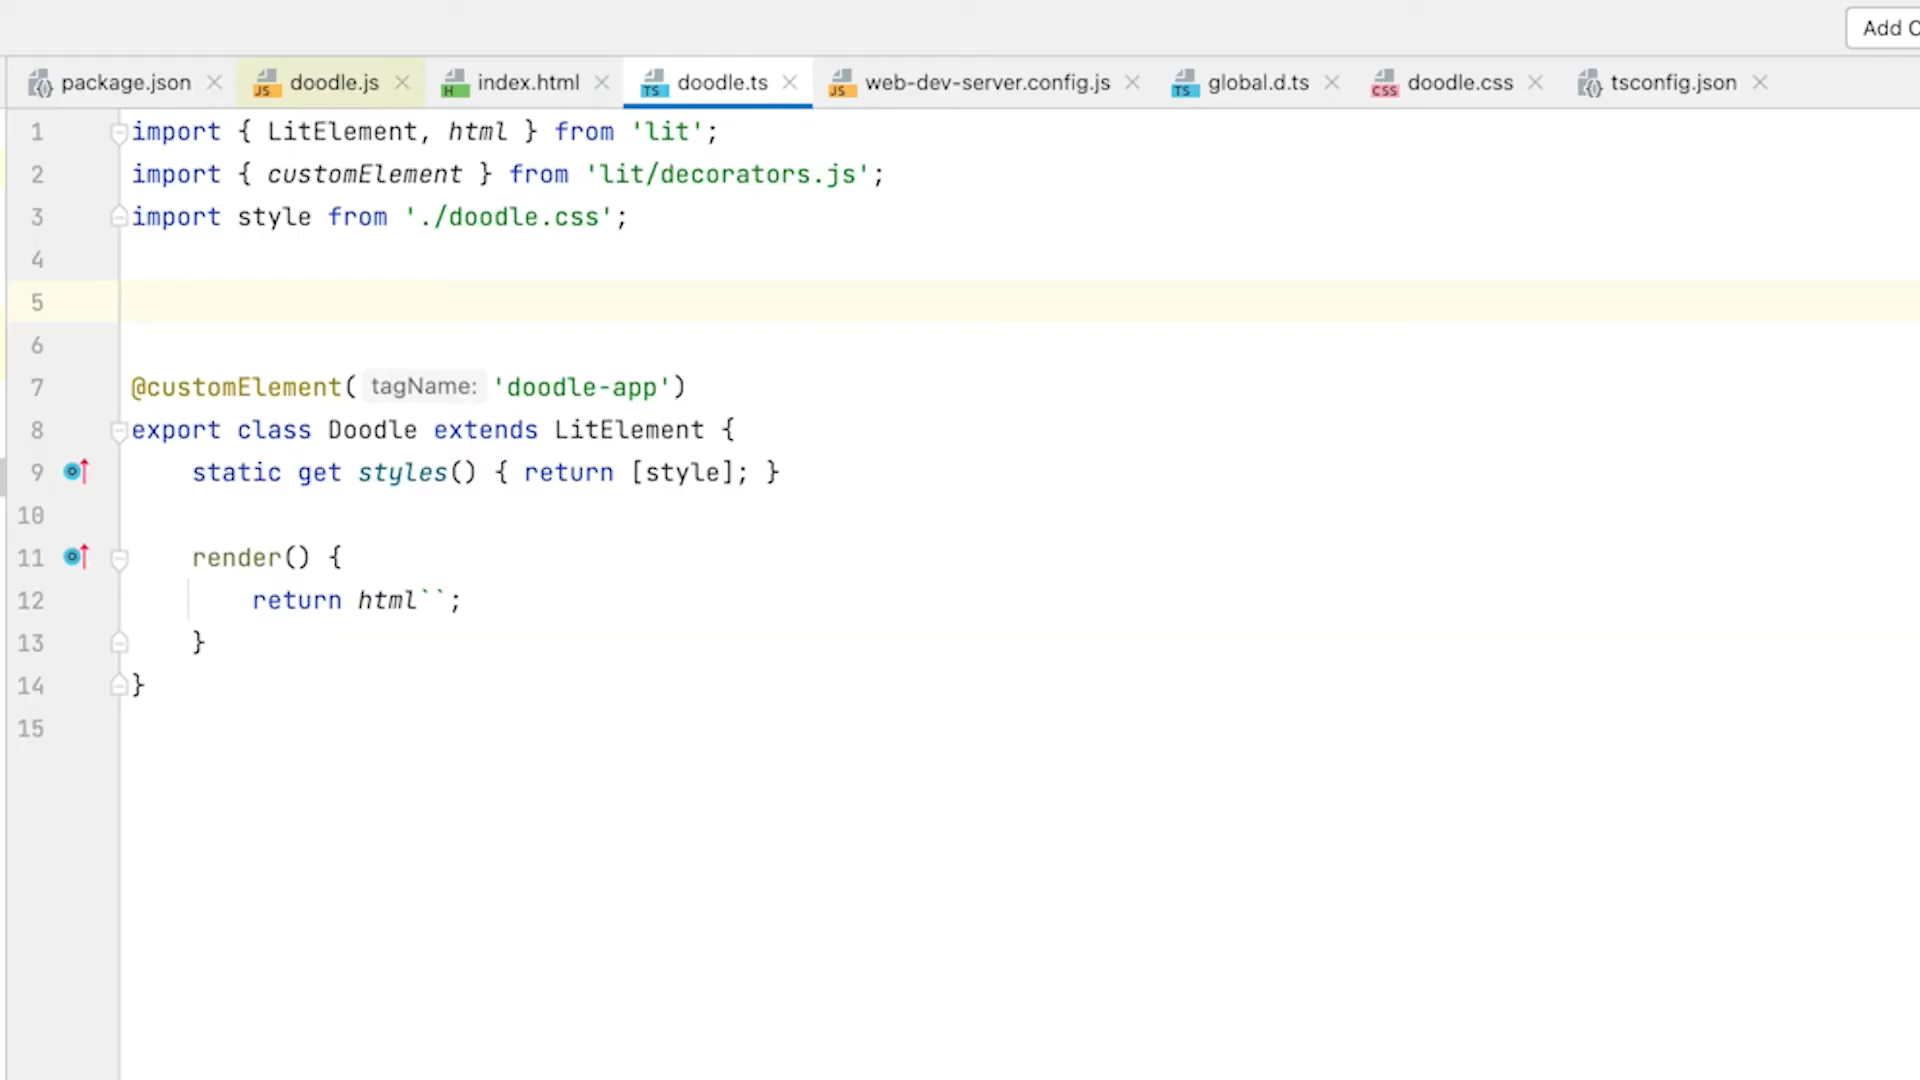 Add
package.json doodle.js index.html doodle.ts web-dev-server.config.js global.d.ts doodle.css tsconfig.json
1 import { LitElement, html } from 'lit';
2 import { customElement } from 'lit/decorators.js';
3 import style from './doodle.css';
4
5
6
7 @customElement( tagName: 'doodle-app')
8 export class Doodle extends LitElement {
9 static get styles() { return [style]; }
10
11 render() {
12 return html``;
13 }
14 }
15